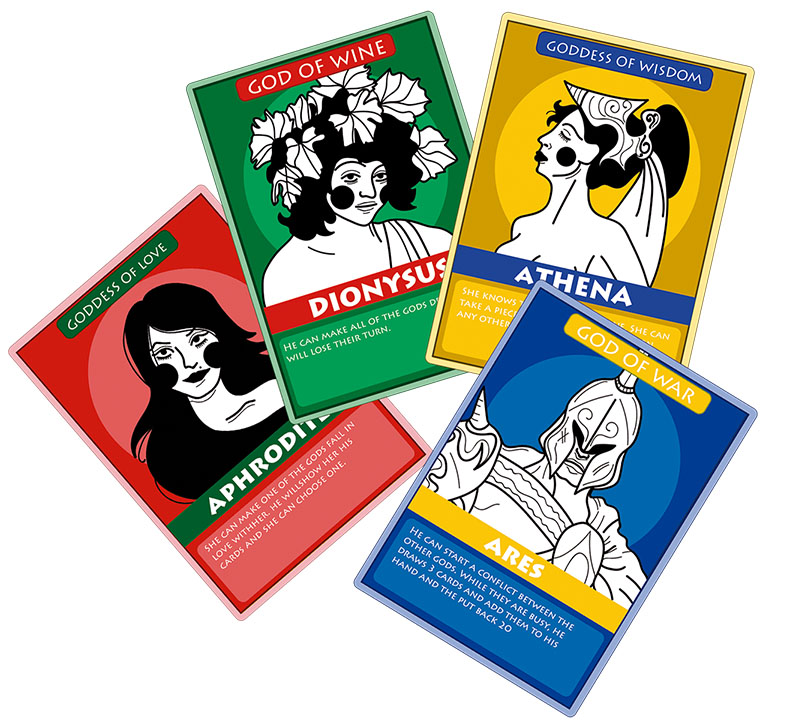 GOD OF WINE
DIONYSUS
HE CAN MAKE ALL OF THE GODS
WILL LOSE THEIR TURN.
GODDESS OF WISDOM
ATHENA
SHE KNOWS SHE CAN
TAKE A PIEC
ANY OTHER
GODDESS OF LOVE
APHRODITE
SHE CAN MAKE ONE OF THE GODS FALL IN
LOVE WITHHER. HE WILLSHOW HER HIS
CARDS AND SHE CAN CHOOSE ONE.
GOD OF WAR
ARES
HE CAN START A CONFLICT BETWEEN THE
OTHER GODS. WHILE THEY ARE BUSY, HE
DRAWS 3 CARDS AND ADD THEM TO HIS
HAND AND THE PUT BACK 2O